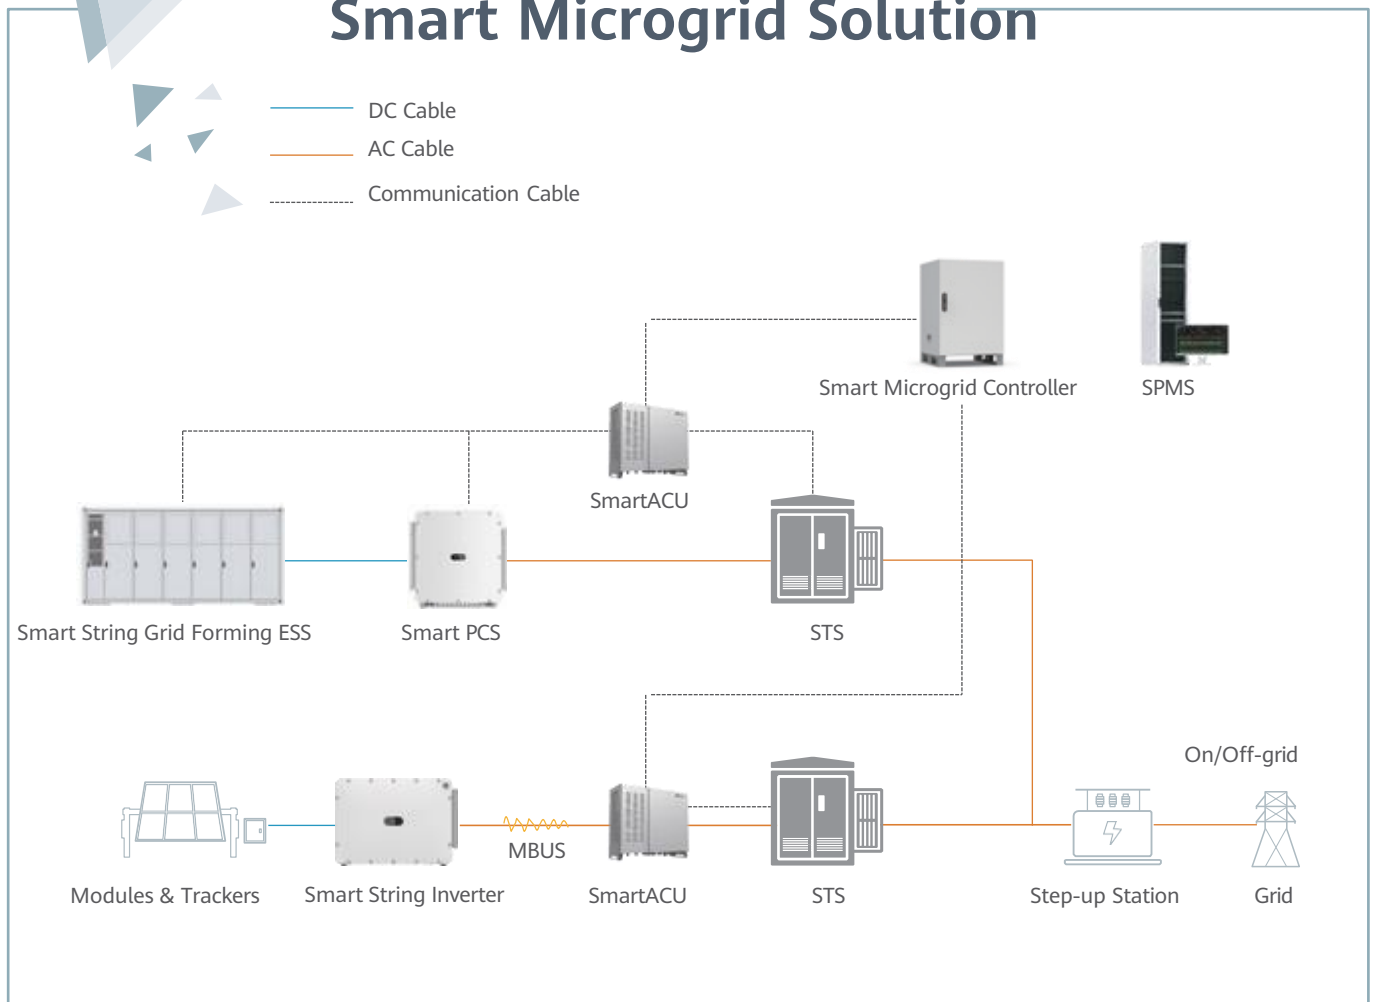 Smart Microgrid Solution
DC Cable
AC Cable
Communication Cable
Smart Microgrid Controller
SPMS
SmartACU
Smart String Grid Forming ESS
Smart PCS
STS
On/Off-grid
MBUS
Modules & Trackers
Smart String Inverter
SmartACU
STS
Step-up Station
Grid